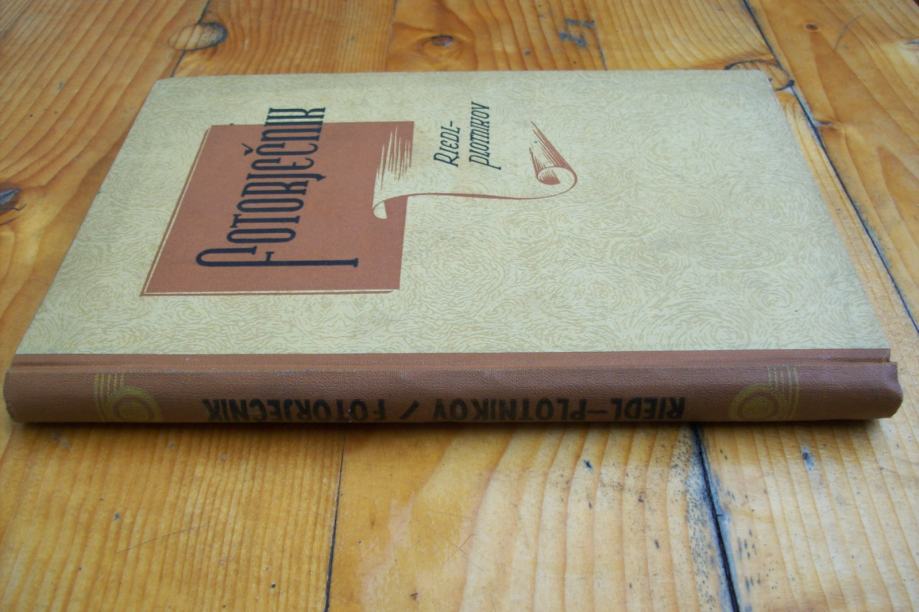 FOTORJEČNIK
RIEDL-
PLOTNIKOV
RIEDL-PLOTNIKOV / FOTORJEČNIK